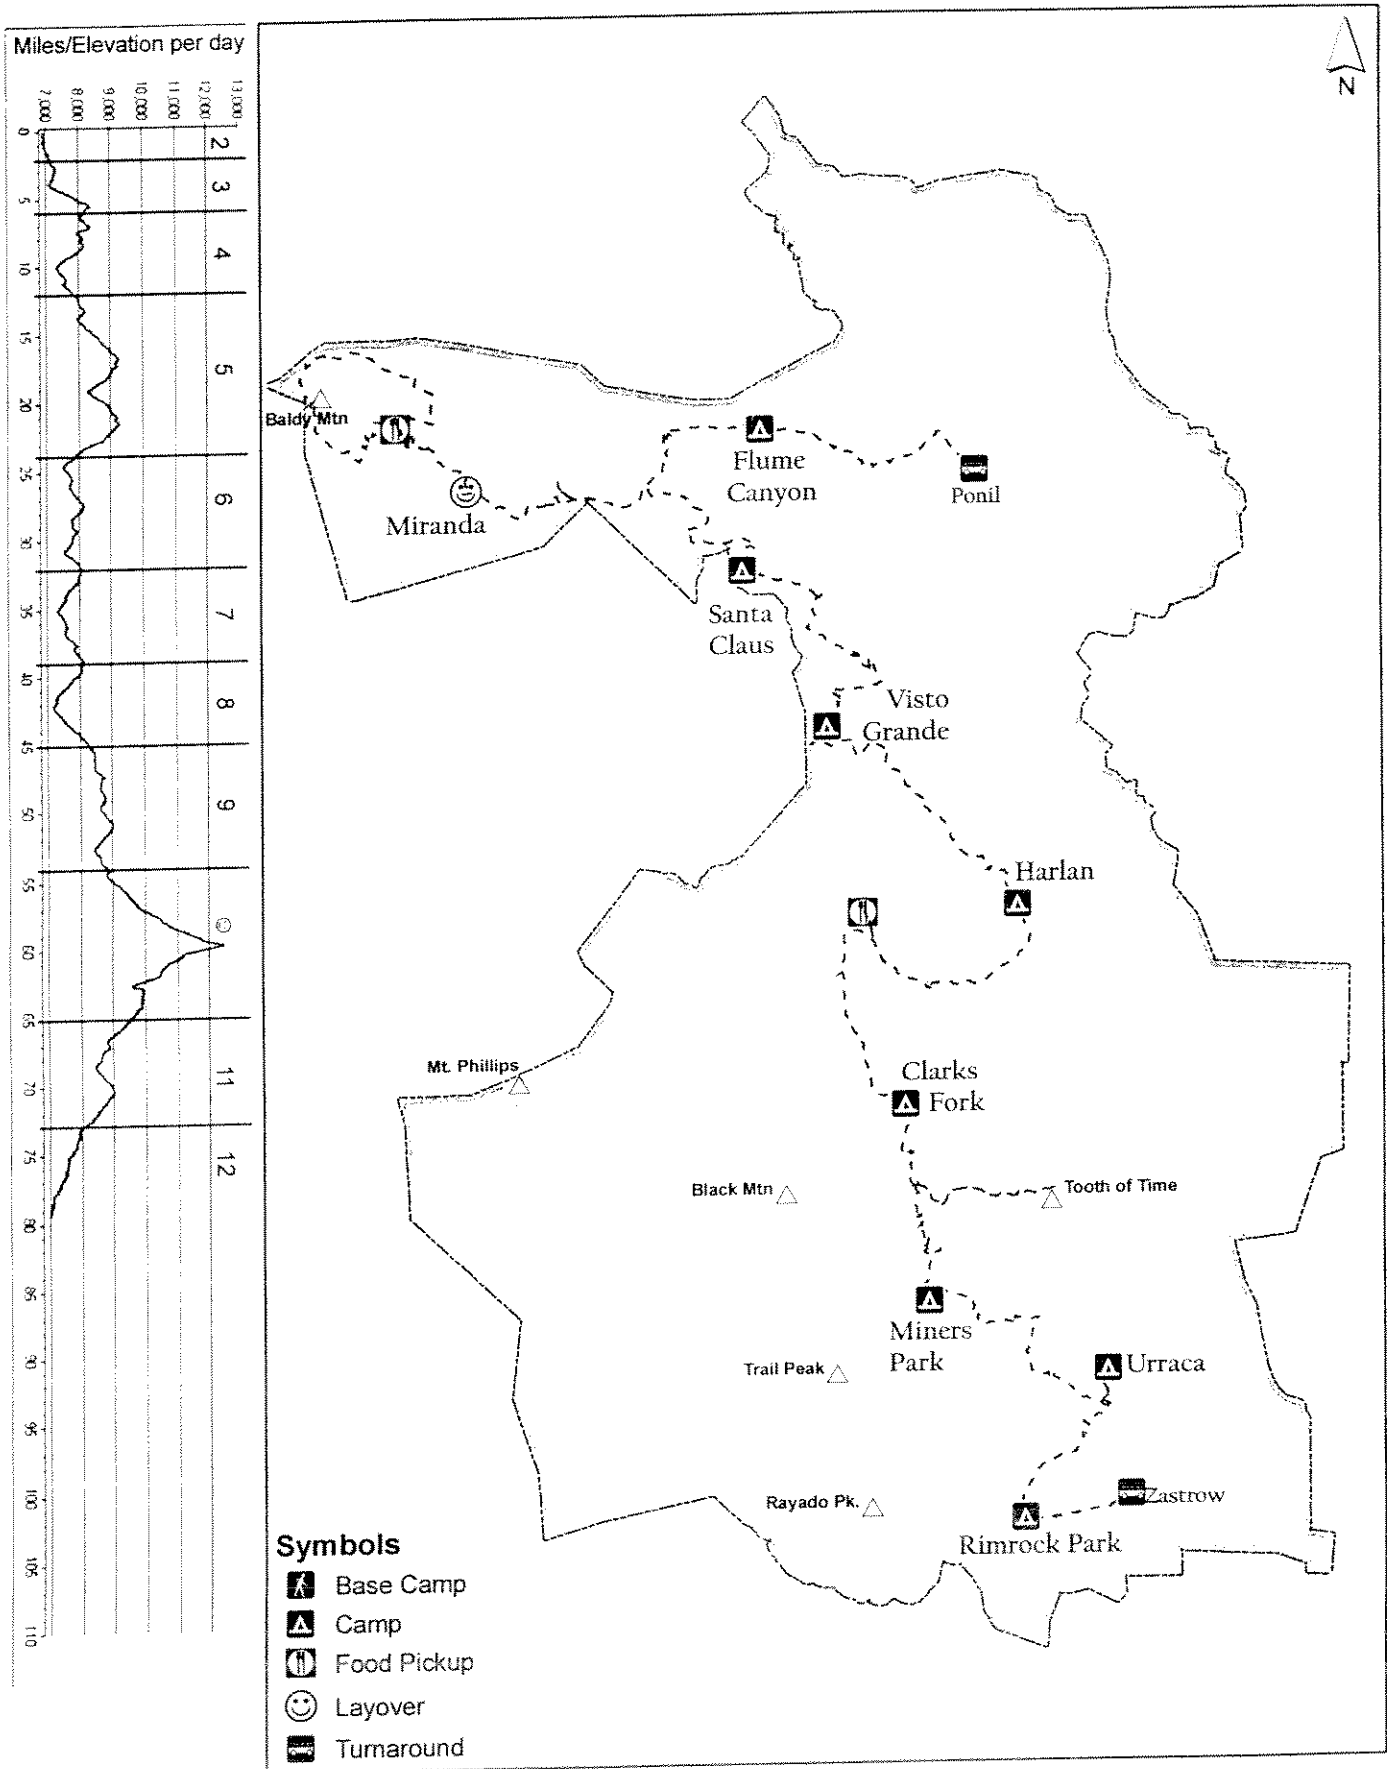 Miles/Elevation per day
7,000
8,000
9,000
10,000
11,000
12,000
13,000
0
5
10
15
20
25
30
35
40
45
50
55
60
65
70
75
80
85
90
95
100
105
110
2
3
4
5
6
7
8
9
11
12
N
Baldy Mtn
Miranda
Flume
Canyon
Ponil
Santa
Claus
Visto
Grande
Harlan
Mt. Phillips
Clarks
Fork
Black Mtn
Tooth of Time
Miners
Park
Urraca
Trail Peak
Rayado Pk.
Zastrow
Rimrock Park
Symbols
Base Camp
Camp
Food Pickup
Layover
Turnaround